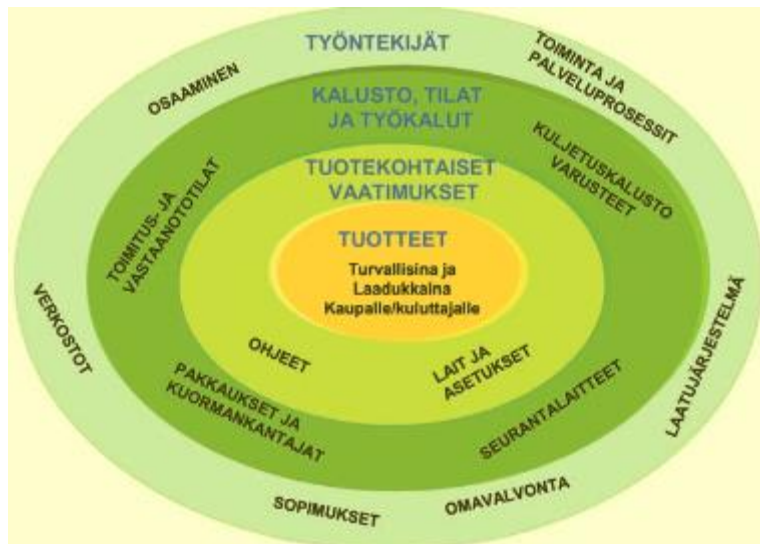 TYÖNTEKIJÄT
OSAAMINEN
TOIMINTA JA
PALVELUPROSESSIT
KALUSTO, TILAT
JA TYÖKALUT
KULJETUSKALUSTO
VARUSTEET
TOIMITUS- JA
VASTAANOTOTILAT
TUOTEKOHTAISET
VAATIMUKSET
TUOTTEET
Turvallisina ja
Laadukkaina
Kaupalle/kuluttajalle
VERKOSTOT
LAATUJÄRJESTELMÄ
OHJEET
LAIT JA
ASETUKSET
PAKKAUKSET JA
KUORMANKANTAJAT
SEURANTALAITTEET
SOPIMUKSET
OMAVALVONTA